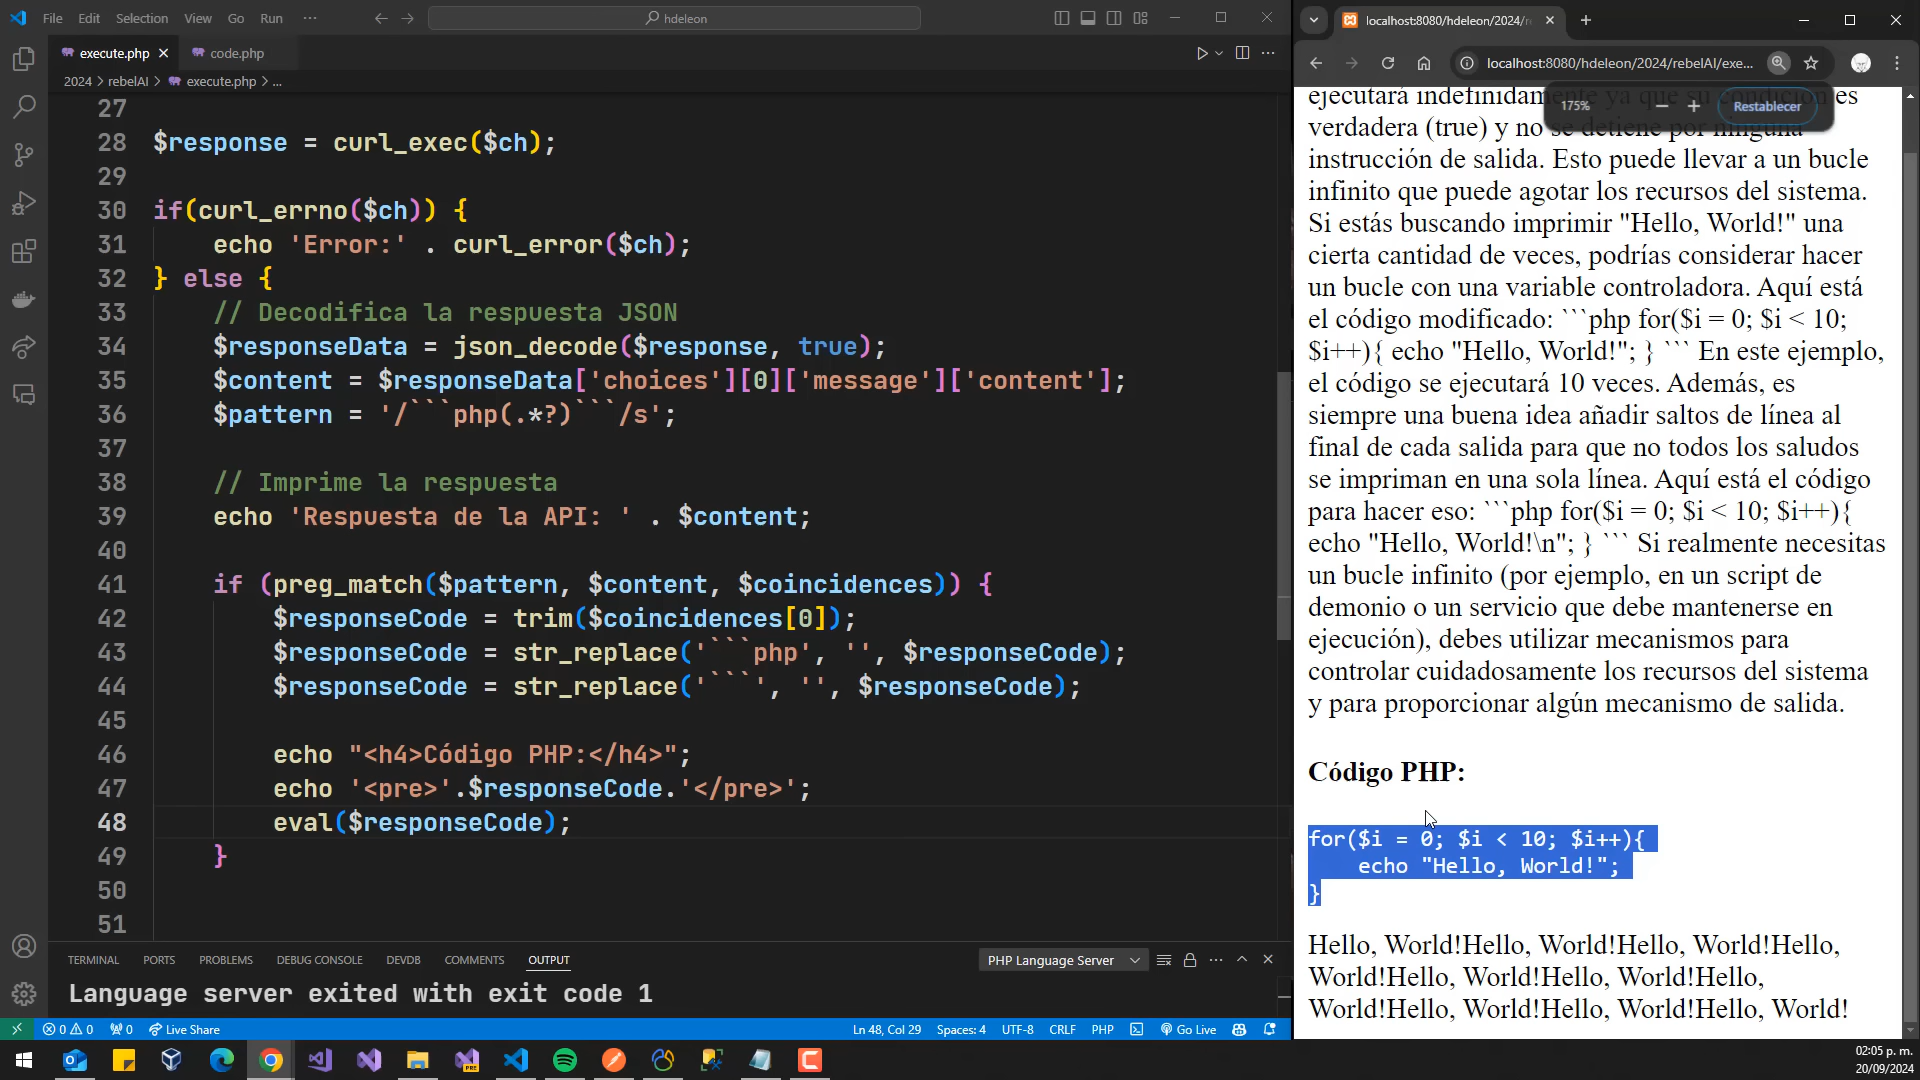 File Edit Selection View Go Run ··· hdeleon
execute.php code.php
2024 > rebelAI > execute.php > ...
27
28 $response = curl_exec($ch);
29
30 if(curl_errno($ch)) {
31 echo 'Error:' . curl_error($ch);
32 } else {
33 // Decodifica la respuesta JSON
34 $responseData = json_decode($response, true);
35 $content = $responseData['choices'][0]['message']['content'];
36 $pattern = '/```php(.*?)```/s';
37
38 // Imprime la respuesta
39 echo 'Respuesta de la API: ' . $content;
40
41 if (preg_match($pattern, $content, $coincidences)) {
42 $responseCode = trim($coincidences[0]);
43 $responseCode = str_replace('```php', '', $responseCode);
44 $responseCode = str_replace('```', '', $responseCode);
45
46 echo "<h4>Código PHP:</h4>";
47 echo '<pre>'.$responseCode.'</pre>';
48 eval($responseCode);
49 }
50
51
TERMINAL PORTS PROBLEMS DEBUG CONSOLE DEVDB COMMENTS OUTPUT PHP Language Server
Language server exited with exit code 1
0 0 0 Live Share Ln 48, Col 29 Spaces: 4 UTF-8 CRLF PHP Go Live
localhost:8080/hdeleon/2024/r
localhost:8080/hdeleon/2024/rebelAI/exe...
175% Restablecer
ejecutará indefinidamente ya que su condición es
verdadera (true) y no se detiene por ninguna
instrucción de salida. Esto puede llevar a un bucle
infinito que puede agotar los recursos del sistema.
Si estás buscando imprimir "Hello, World!" una
cierta cantidad de veces, podrías considerar hacer
un bucle con una variable controladora. Aquí está
el código modificado: ```php for($i = 0; $i < 10;
$i++){ echo "Hello, World!"; } ``` En este ejemplo,
el código se ejecutará 10 veces. Además, es
siempre una buena idea añadir saltos de línea al
final de cada salida para que no todos los saludos
se impriman en una sola línea. Aquí está el código
para hacer eso: ```php for($i = 0; $i < 10; $i++){
echo "Hello, World!\n"; } ``` Si realmente necesitas
un bucle infinito (por ejemplo, en un script de
demonio o un servicio que debe mantenerse en
ejecución), debes utilizar mecanismos para
controlar cuidadosamente los recursos del sistema
y para proporcionar algún mecanismo de salida.
Código PHP:
for($i = 0; $i < 10; $i++){
echo "Hello, World!";
}
Hello, World!Hello, World!Hello, World!Hello,
World!Hello, World!Hello, World!Hello,
World!Hello, World!Hello, World!Hello, World!
PRE
02:05 p. m.
20/09/2024